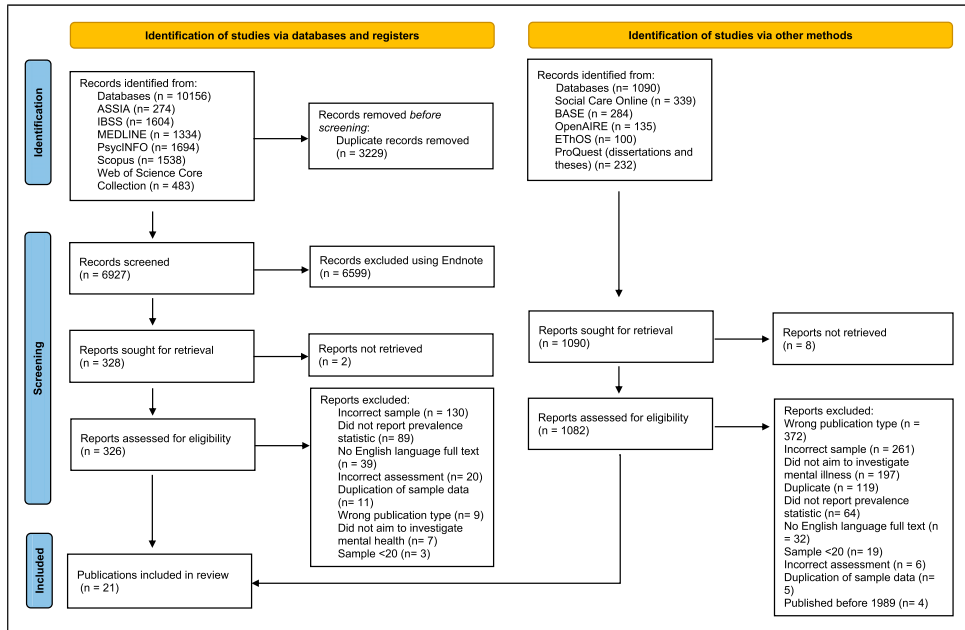 Identification of studies via databases and registers
Identification of studies via other methods
Identification
Records identified from:
Databases (n = 10156)
ASSIA (n= 274)
IBSS (n = 1604)
MEDLINE (n = 1334)
PsycINFO (n = 1694)
Scopus (n = 1538)
Web of Science Core
Collection (n = 483)
Records removed before
screening:
Duplicate records removed
(n = 3229)
Records identified from:
Databases (n= 1090)
Social Care Online (n = 339)
BASE (n = 284)
OpenAIRE (n = 135)
EThOS (n = 100)
ProQuest (dissertations and
theses) (n= 232)
Screening
Records screened
(n = 6927)
Records excluded using Endnote
(n = 6599)
Reports sought for retrieval
(n = 328)
Reports not retrieved
(n = 2)
Reports sought for retrieval
(n = 1090)
Reports not retrieved
(n = 8)
Reports assessed for eligibility
(n = 326)
Reports excluded:
Incorrect sample (n = 130)
Did not report prevalence
statistic (n = 89)
No English language full text
(n = 39)
Incorrect assessment (n= 20)
Duplication of sample data
(n= 11)
Wrong publication type (n= 9)
Did not aim to investigate
mental health (n= 7)
Sample <20 (n= 3)
Reports assessed for eligibility
(n = 1082)
Reports excluded:
Wrong publication type (n =
372)
Incorrect sample (n = 261)
Did not aim to investigate
mental illness (n = 197)
Duplicate (n = 119)
Did not report prevalence
statistic (n = 64)
No English language full text (n
= 32)
Sample <20 (n = 19)
Incorrect assessment (n = 6)
Duplication of sample data (n=
5)
Published before 1989 (n= 4)
Included
Publications included in review
(n = 21)